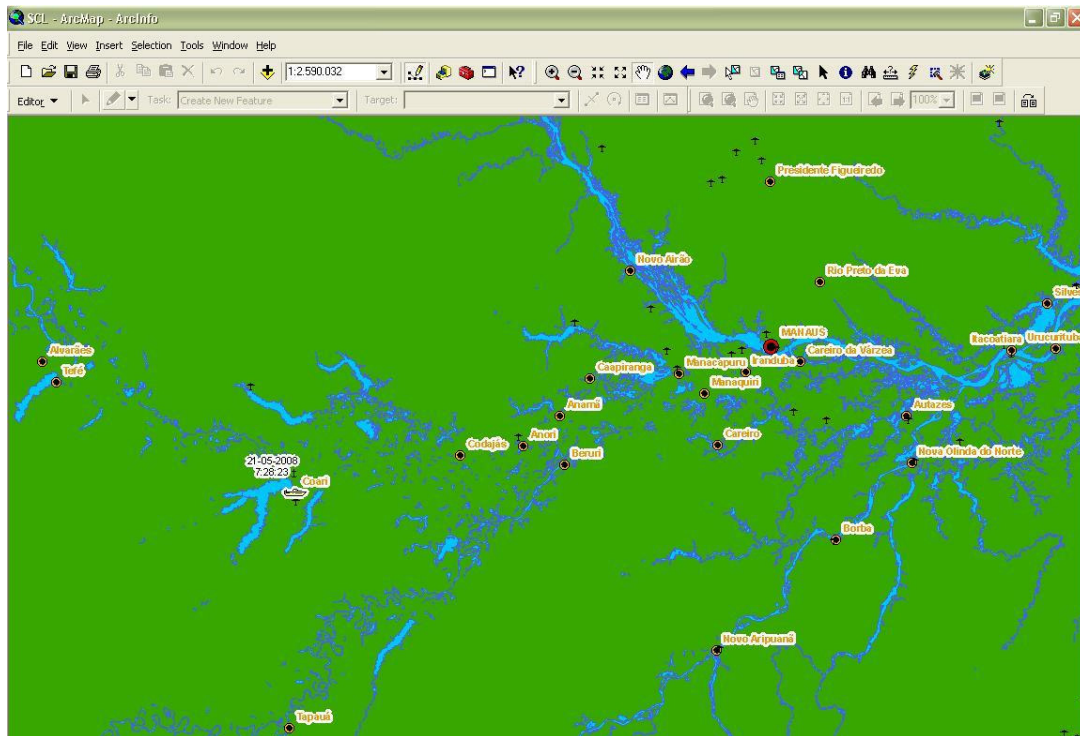 SCL - ArcMap - ArcInfo
File Edit View Insert Selection Tools Window Help
1:2.590.032
Editor Task: Create New Feature Target: 100%
1:1
Presidente Figueiredo
Novo Airão
Rio Preto da Eva
Silves
MANAUS
Itacoatiara
Urucurituba
Alvarães
Careiro da Várzea
Iranduba
Manacapuru
Tefé
Caapiranga
Manaquiri
Anamã
Autazes
Anori
Careiro
Codajás
Beruri
Nova Olinda do Norte
21-05-2008
7:28:23
Coari
Borba
Novo Aripuanã
Tapauá